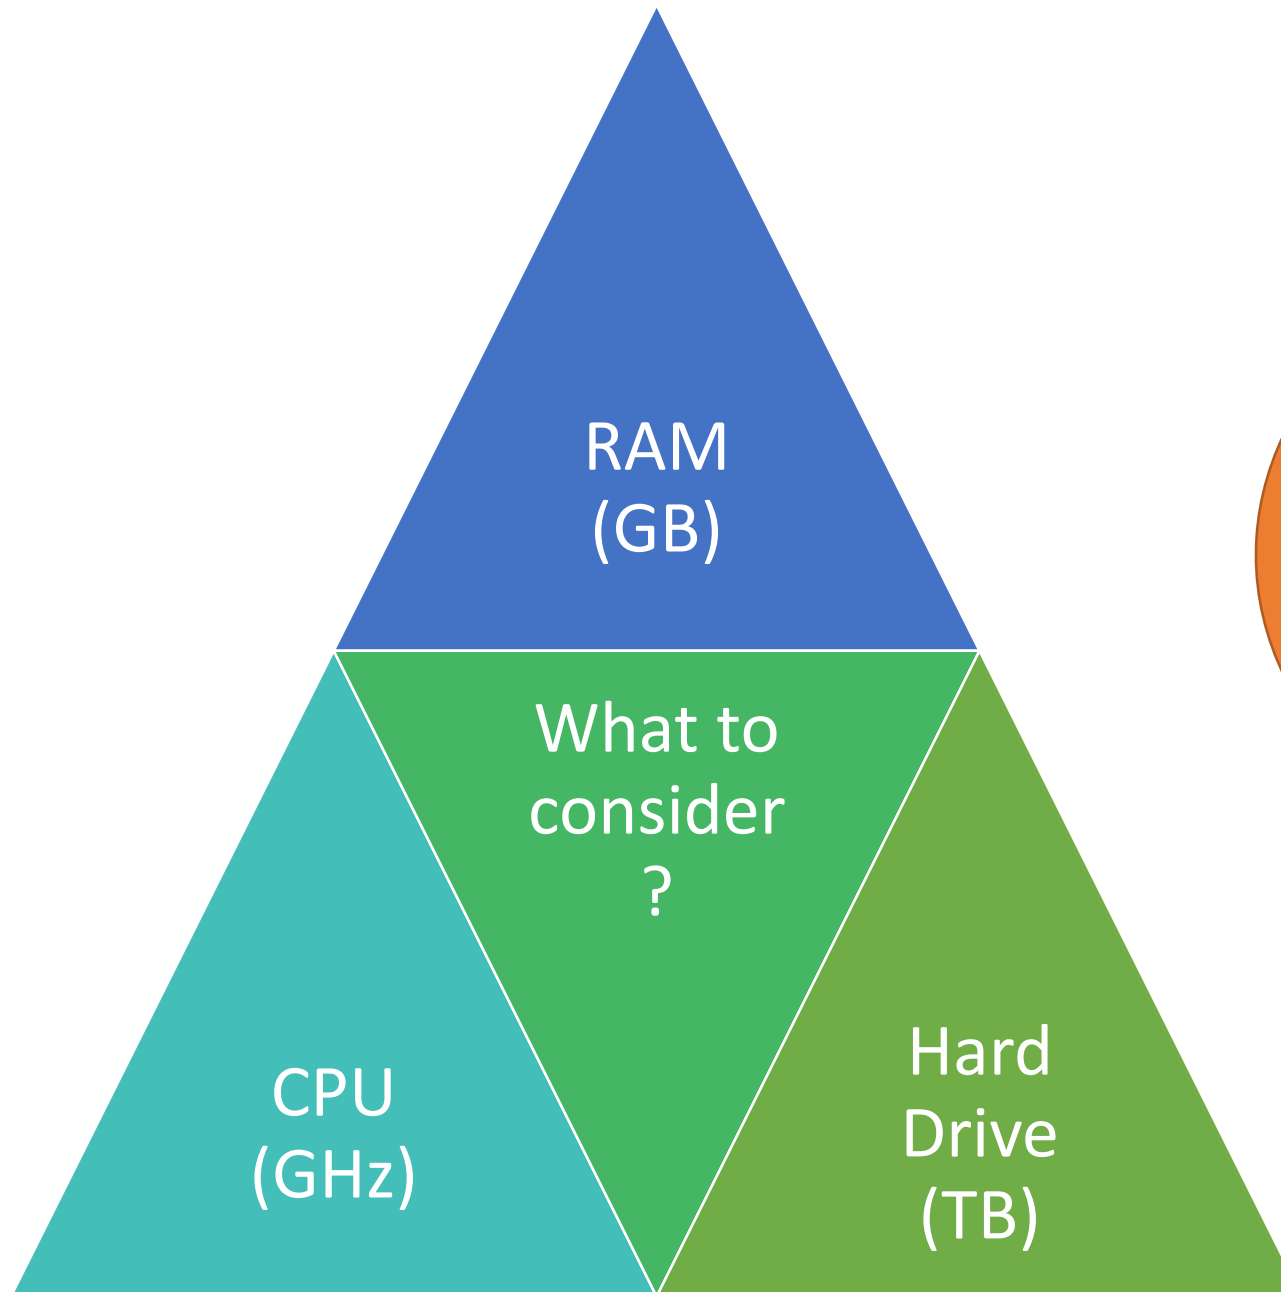 RAM
(GB)
What to
consider
?
CPU
(GHz)
Hard
Drive
(TB)